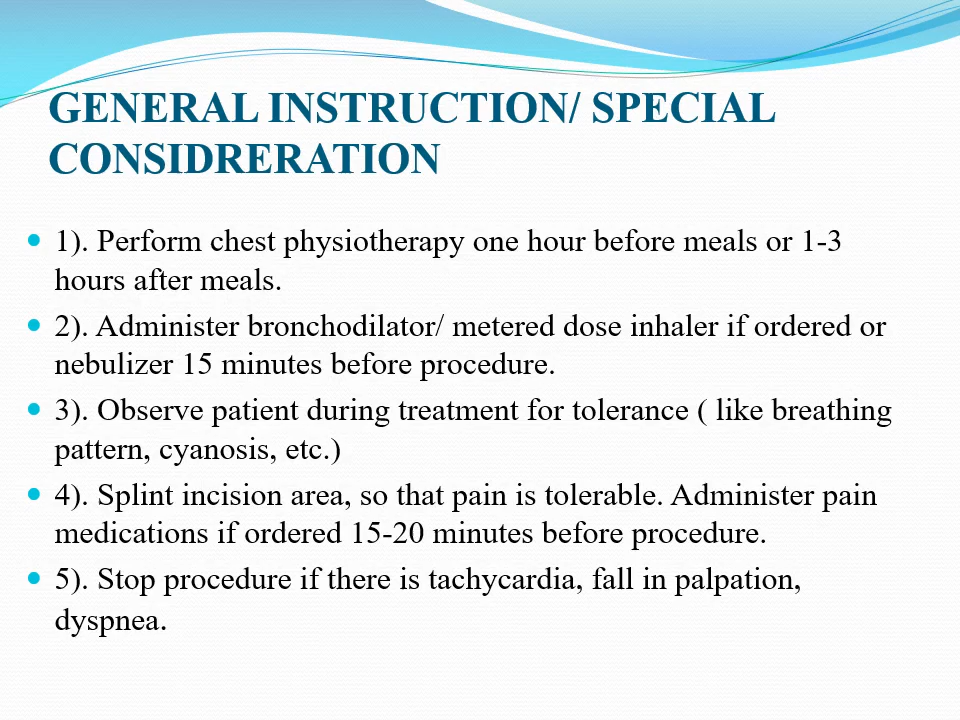 GENERAL INSTRUCTION/ SPECIAL
CONSIDRERATION
• 1). Perform chest physiotherapy one hour before meals or 1-3
hours after meals.
• 2). Administer bronchodilator/ metered dose inhaler if ordered or
nebulizer 15 minutes before procedure.
• 3). Observe patient during treatment for tolerance ( like breathing
pattern, cyanosis, etc.)
• 4). Splint incision area, so that pain is tolerable. Administer pain
medications if ordered 15-20 minutes before procedure.
• 5). Stop procedure if there is tachycardia, fall in palpation,
dyspnea.